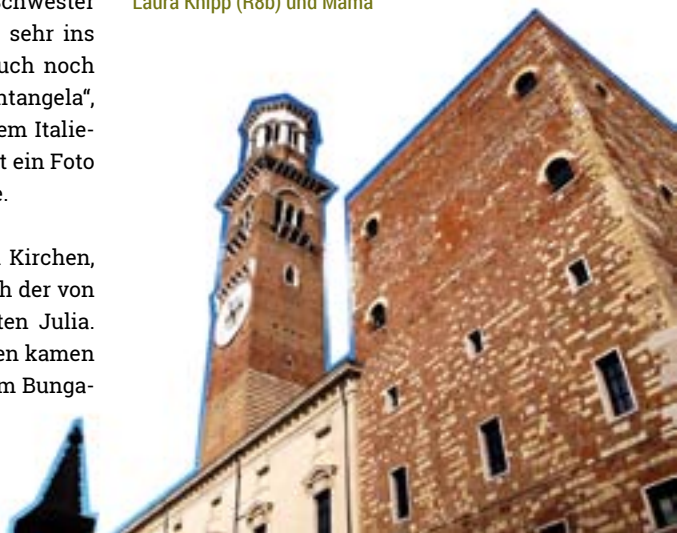 Schwester
sehr ins
uch noch
ntangela“,
em Italie-
t ein Foto
e.
Kirchen,
h der von
ten Julia.
en kamen
m Bunga-
Laura Knipp (R8b) und Mama